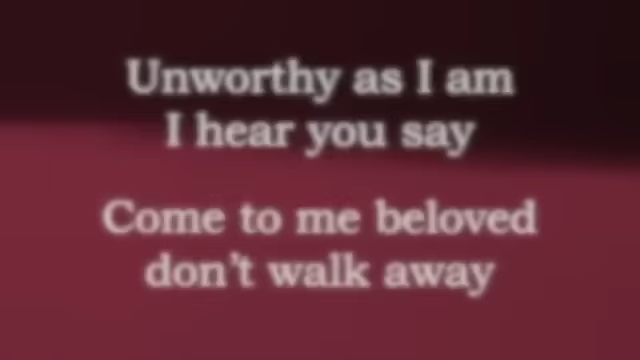 Unworthy as I am
I hear you say
Come to me beloved
don't walk away